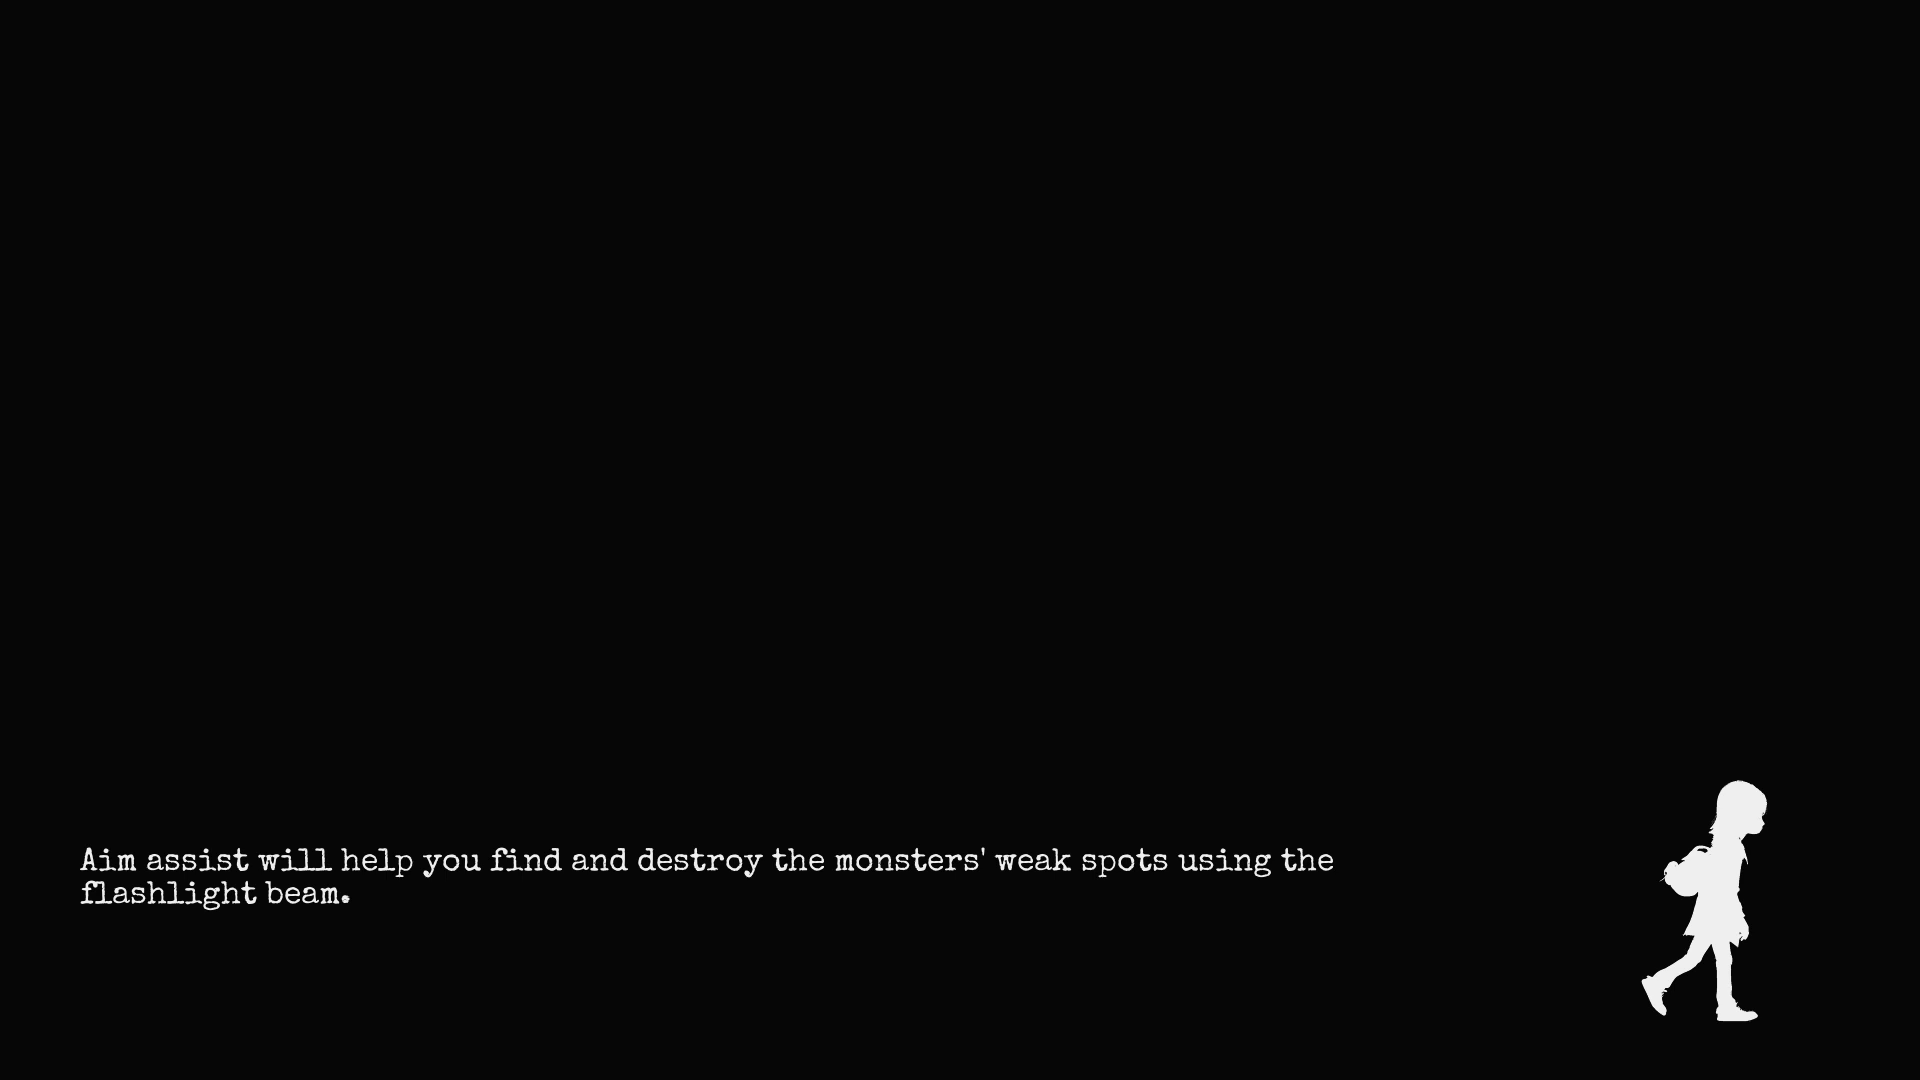 Aim assist will help you find and destroy the monsters' weak spots using the
flashlight beam.